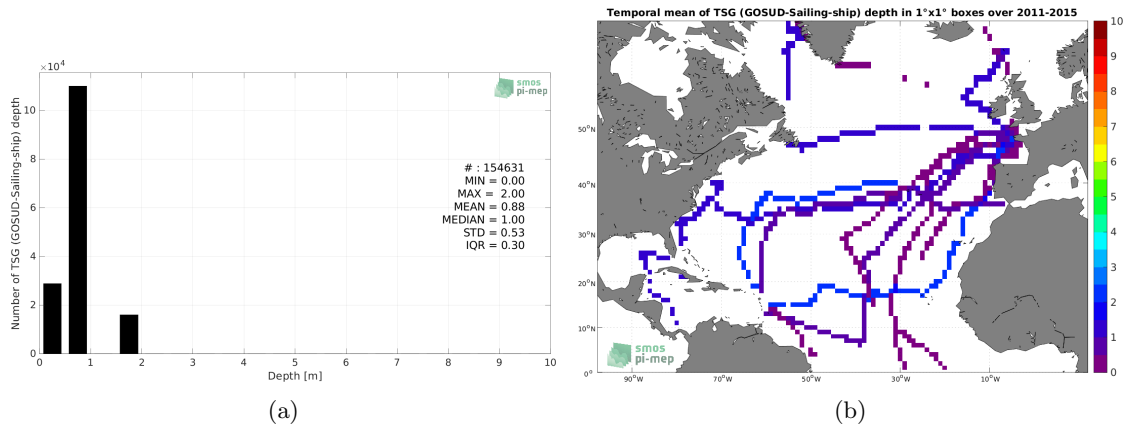 ×10⁴
10
8
6
4
2
0
Number of TSG (GOSUD-Sailing-ship) depth
smos
pi-mep
# : 154631
MIN = 0.00
MAX = 2.00
MEAN = 0.88
MEDIAN = 1.00
STD = 0.53
IQR = 0.30
0 1 2 3 4 5 6 7 8 9 10
Depth [m]
(a)
Temporal mean of TSG (GOSUD-Sailing-ship) depth in 1°x1° boxes over 2011-2015
50°N
40°N
30°N
20°N
10°N
0°
90°W 70°W 50°W 30°W 10°W
smos
pi-mep
10
9
8
7
6
5
4
3
2
1
0
(b)